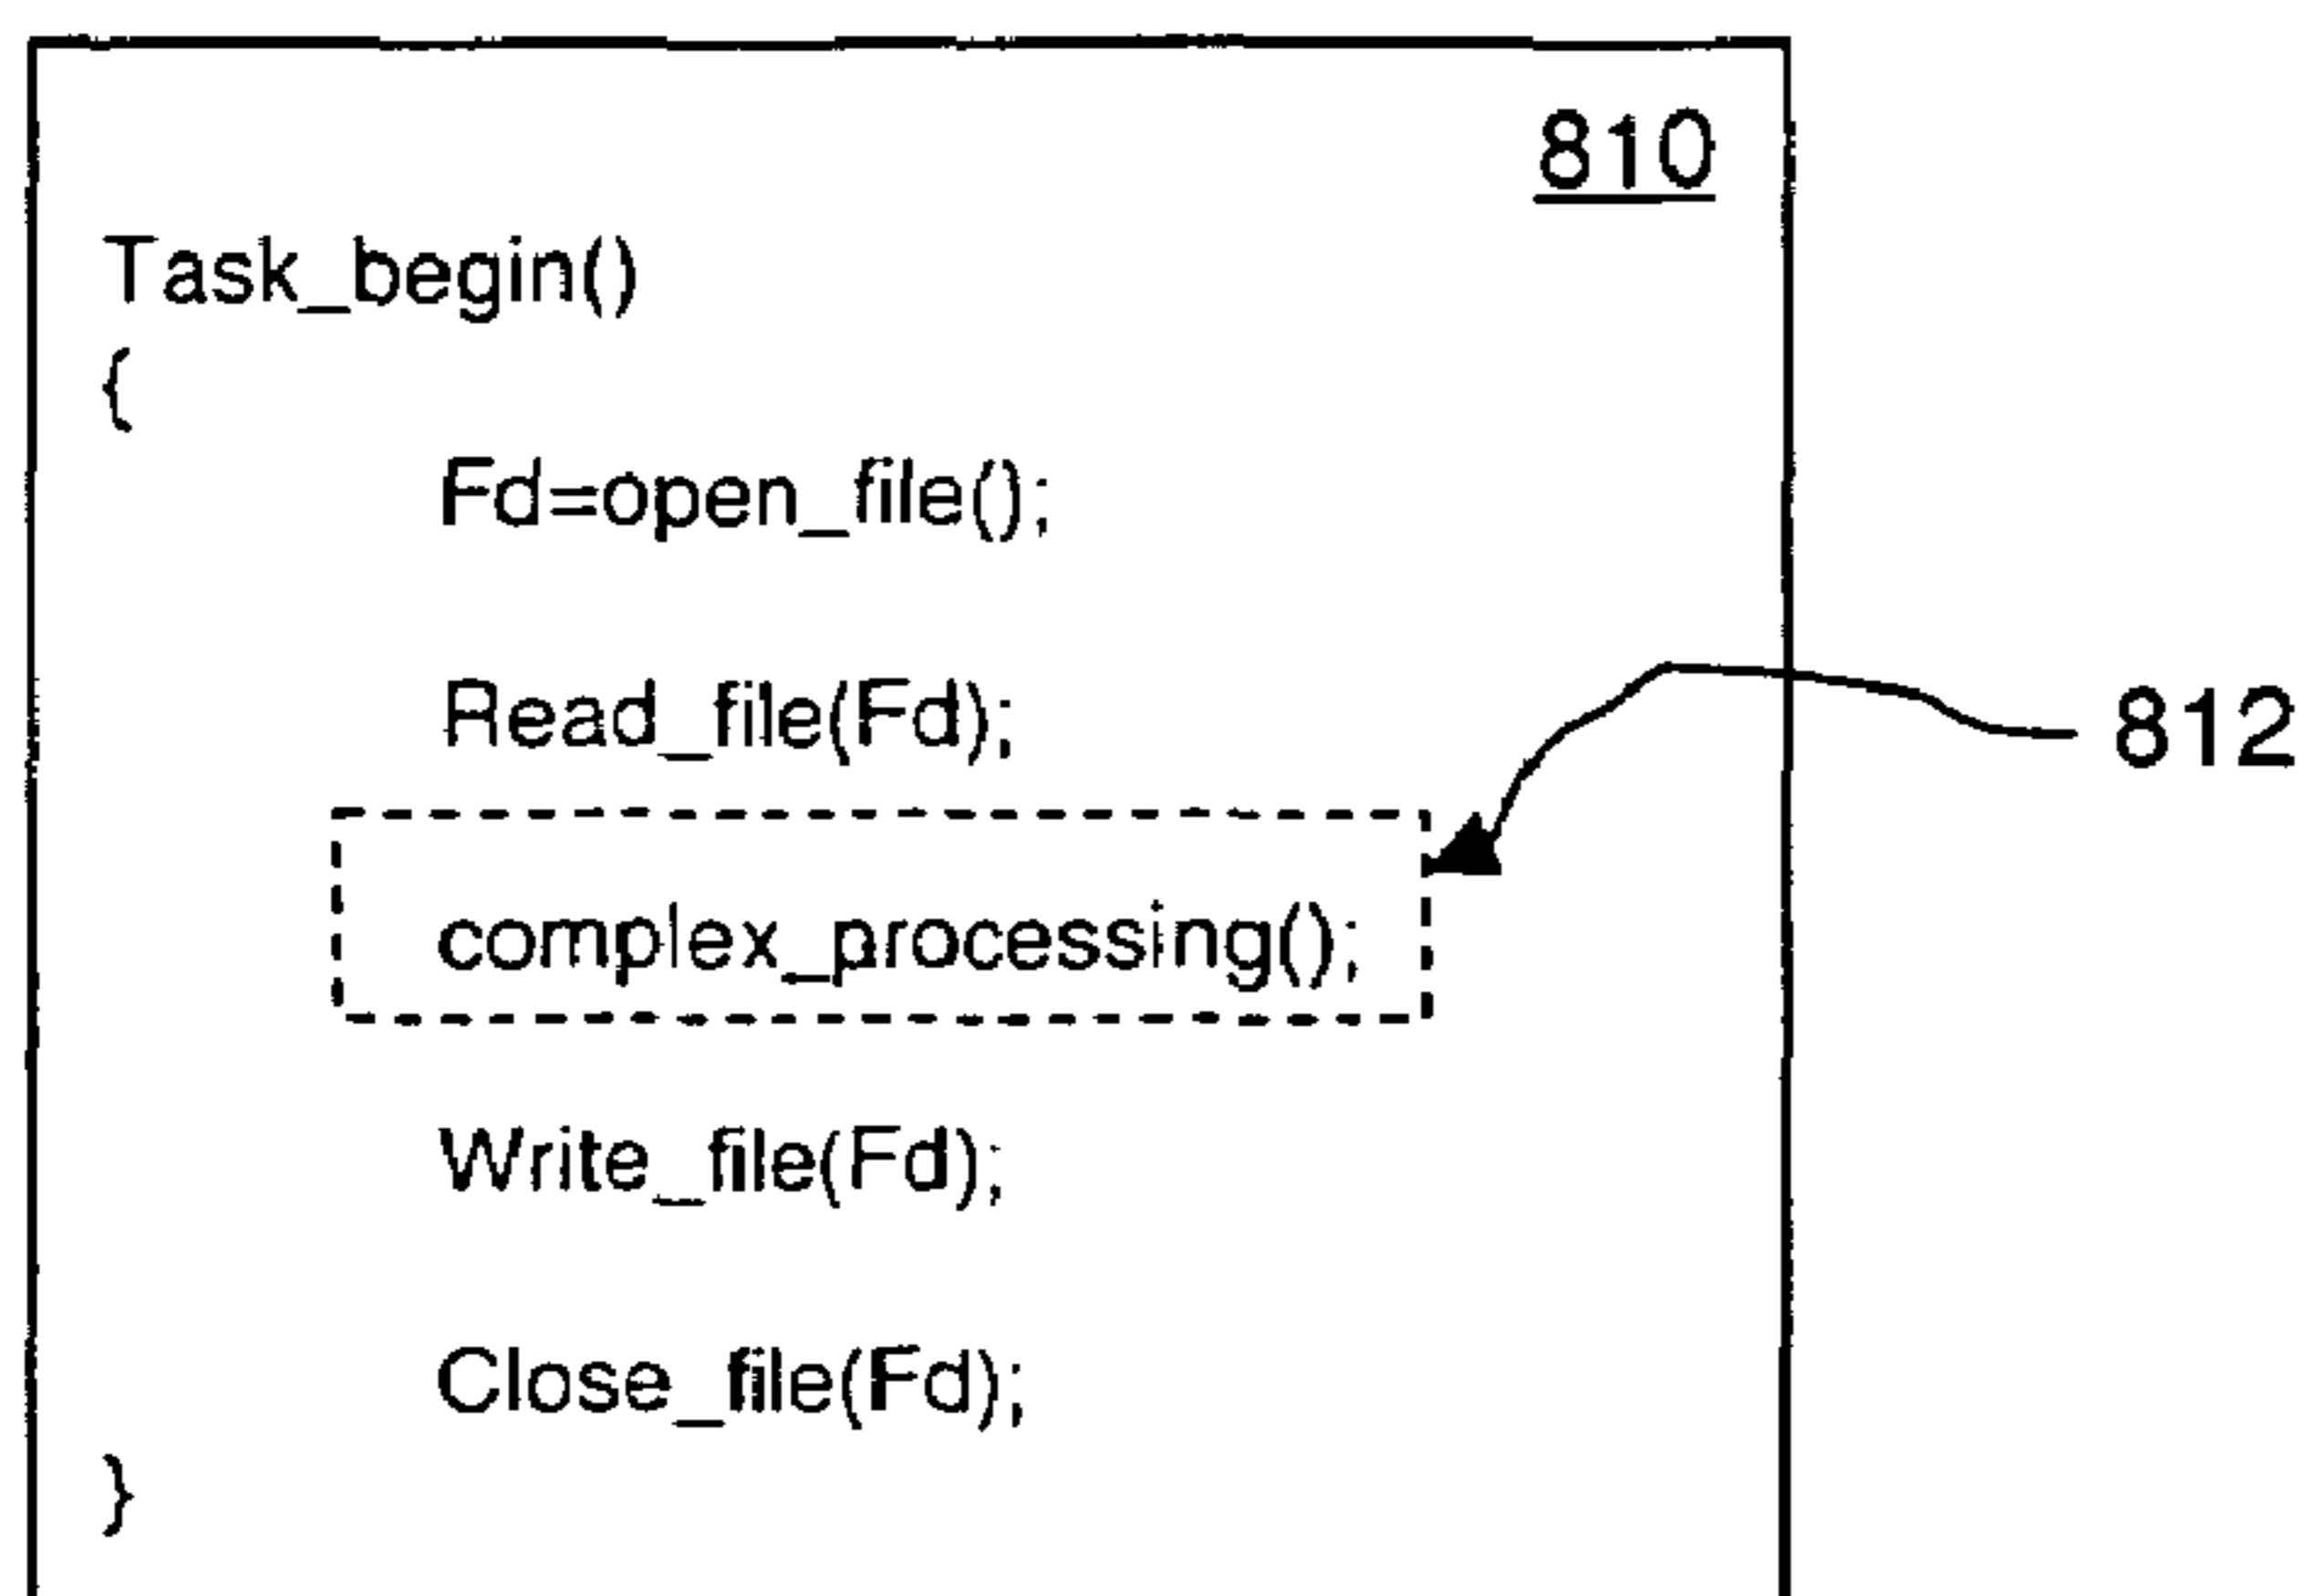 810
Task_begin()
{
Fd=open_file();
Read_file(Fd);
812
complex_processing();
Write_file(Fd);
Close_file(Fd);
}